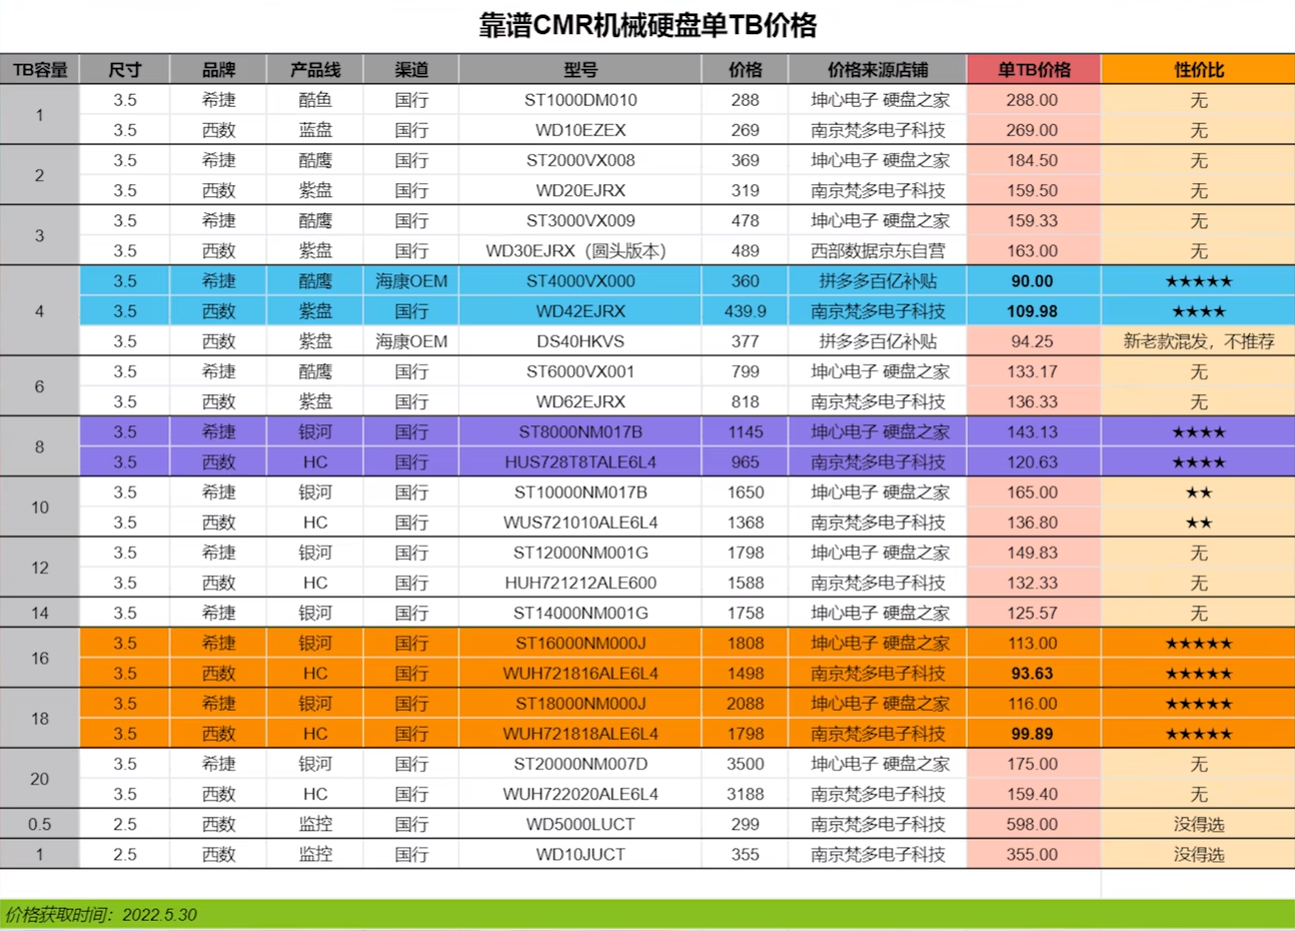 靠谱CMR机械硬盘单TB价格
TB容量 尺寸 品牌 产品线 渠道 型号 价格 价格来源店铺 单TB价格 性价比
1 3.5 希捷 酷鱼 国行 ST1000DM010 288 坤心电子 硬盘之家 288.00 无
3.5 西数 蓝盘 国行 WD10EZEX 269 南京梵多电子科技 269.00 无
2 3.5 希捷 酷鹰 国行 ST2000VX008 369 坤心电子 硬盘之家 184.50 无
3.5 西数 紫盘 国行 WD20EJRX 319 南京梵多电子科技 159.50 无
3 3.5 希捷 酷鹰 国行 ST3000VX009 478 坤心电子 硬盘之家 159.33 无
3.5 西数 紫盘 国行 WD30EJRX（圆头版本） 489 西部数据京东自营 163.00 无
4 3.5 希捷 酷鹰 海康OEM ST4000VX000 360 拼多多百亿补贴 90.00 ★★★★★
3.5 西数 紫盘 国行 WD42EJRX 439.9 南京梵多电子科技 109.98 ★★★★
3.5 西数 紫盘 海康OEM DS40HKVS 377 拼多多百亿补贴 94.25 新老款混发，不推荐
6 3.5 希捷 酷鹰 国行 ST6000VX001 799 坤心电子 硬盘之家 133.17 无
3.5 西数 紫盘 国行 WD62EJRX 818 南京梵多电子科技 136.33 无
8 3.5 希捷 银河 国行 ST8000NM017B 1145 坤心电子 硬盘之家 143.13 ★★★★
3.5 西数 HC 国行 HUS728T8TALE6L4 965 南京梵多电子科技 120.63 ★★★★
10 3.5 希捷 银河 国行 ST10000NM017B 1650 坤心电子 硬盘之家 165.00 ★★
3.5 西数 HC 国行 WUS721010ALE6L4 1368 南京梵多电子科技 136.80 ★★
12 3.5 希捷 银河 国行 ST12000NM001G 1798 坤心电子 硬盘之家 149.83 无
3.5 西数 HC 国行 HUH721212ALE600 1588 南京梵多电子科技 132.33 无
14 3.5 希捷 银河 国行 ST14000NM001G 1758 坤心电子 硬盘之家 125.57 无
16 3.5 希捷 银河 国行 ST16000NM000J 1808 坤心电子 硬盘之家 113.00 ★★★★★
3.5 西数 HC 国行 WUH721816ALE6L4 1498 南京梵多电子科技 93.63 ★★★★★
18 3.5 希捷 银河 国行 ST18000NM000J 2088 坤心电子 硬盘之家 116.00 ★★★★★
3.5 西数 HC 国行 WUH721818ALE6L4 1798 南京梵多电子科技 99.89 ★★★★★
20 3.5 希捷 银河 国行 ST20000NM007D 3500 坤心电子 硬盘之家 175.00 无
3.5 西数 HC 国行 WUH722020ALE6L4 3188 南京梵多电子科技 159.40 无
0.5 2.5 西数 监控 国行 WD5000LUCT 299 南京梵多电子科技 598.00 没得选
1 2.5 西数 监控 国行 WD10JUCT 355 南京梵多电子科技 355.00 没得选
价格获取时间：2022.5.30